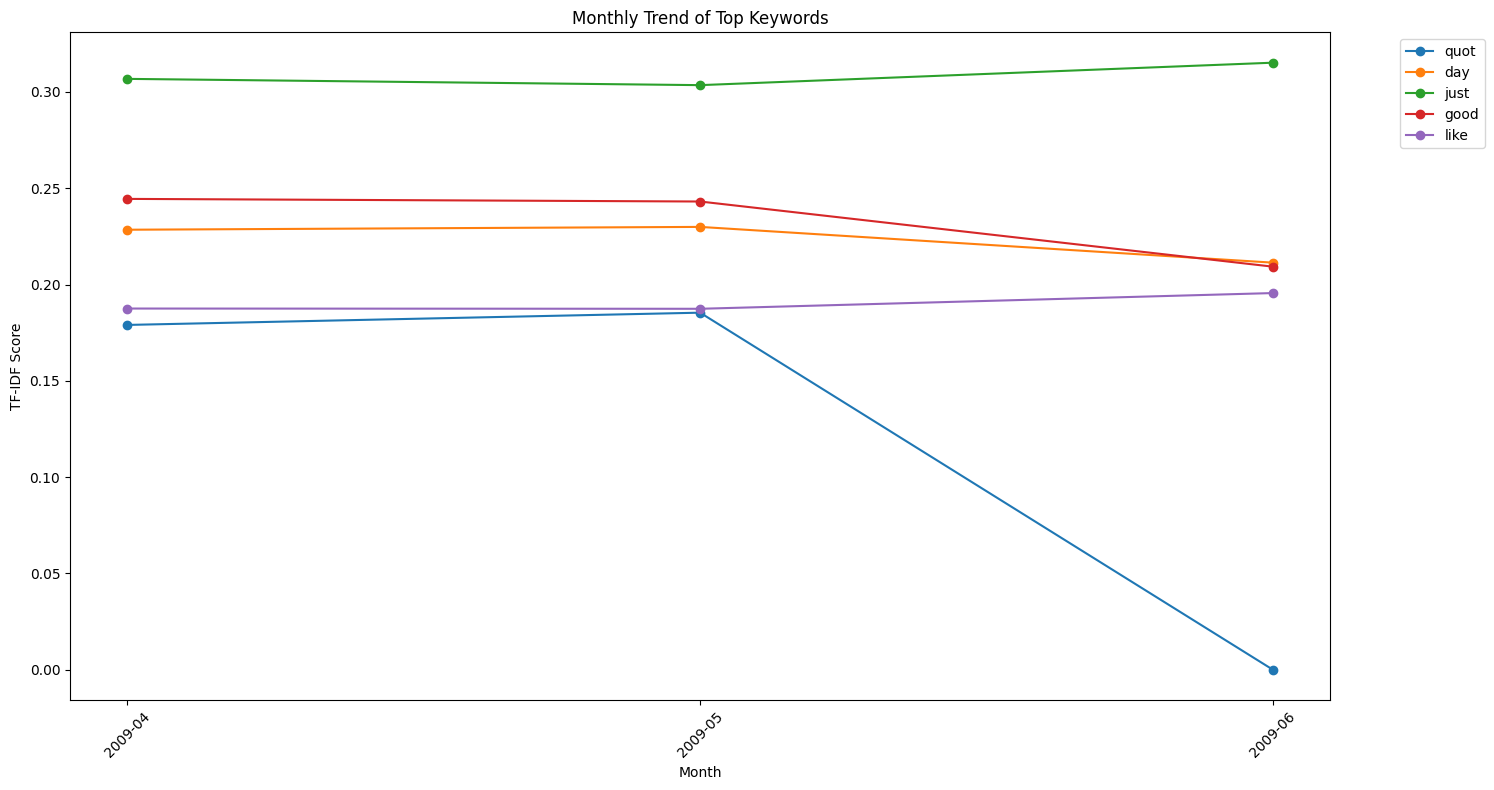 Monthly Trend of Top Keywords
quot
day
just
good
like
TF-IDF Score
0.30
0.25
0.20
0.15
0.10
0.05
0.00
2009-04
2009-05
2009-06
Month